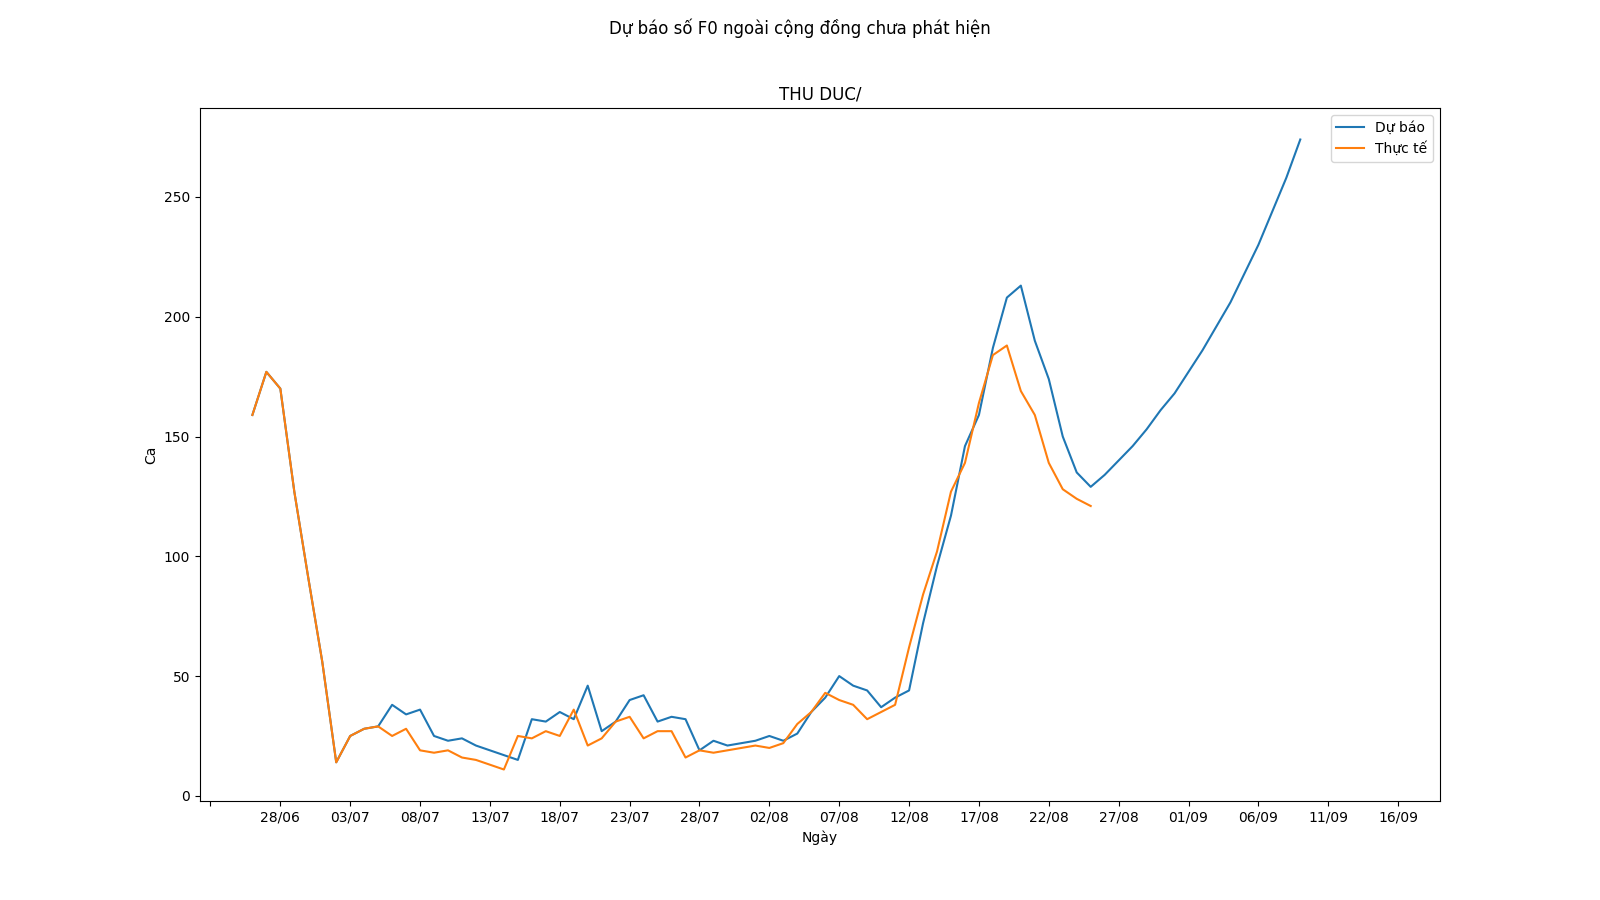 Dự báo số F0 ngoài cộng đồng chưa phát hiện
THU DUC/
Dự báo
Thực tế
250
200
150
100
50
0
Ca
28/06 03/07 08/07 13/07 18/07 23/07 28/07 02/08 07/08 12/08 17/08 22/08 27/08 01/09 06/09 11/09 16/09
Ngày